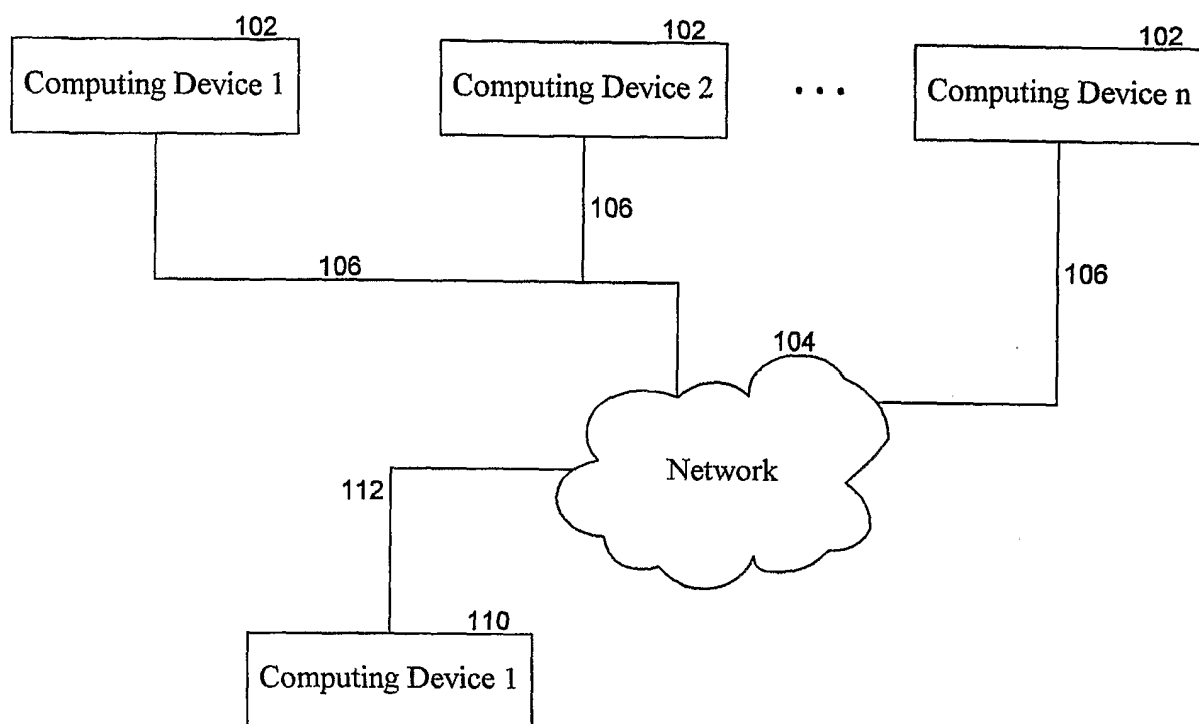 102
102
102
Computing Device 1
Computing Device 2
...
Computing Device n
106
106
106
104
Network
112
110
Computing Device 1